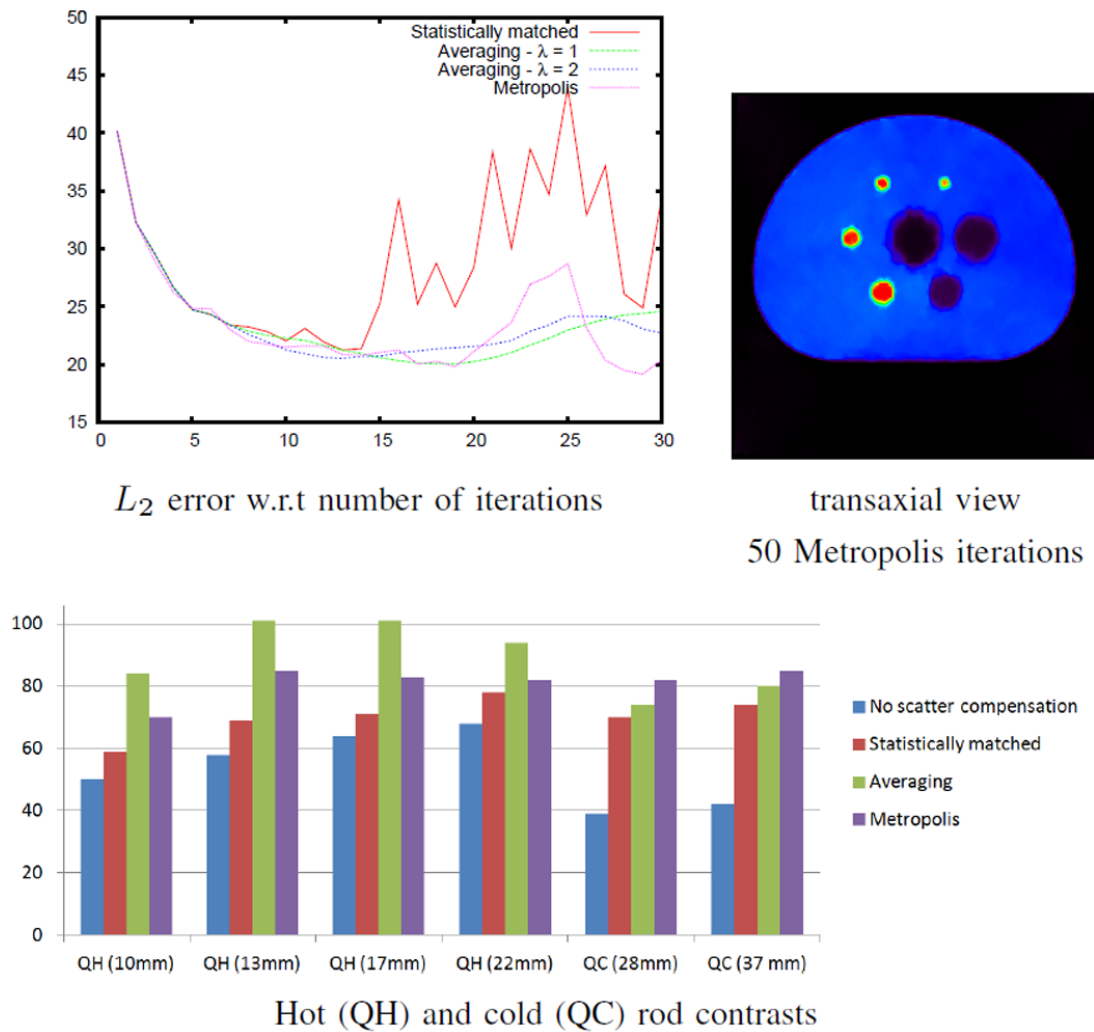 50
45
40
35
30
25
20
15
0 5 10 15 20 25 30
Statistically matched
Averaging - λ = 1
Averaging - λ = 2
Metropolis
L₂ error w.r.t number of iterations
transaxial view
50 Metropolis iterations
100
80
60
40
20
0
QH (10mm) QH (13mm) QH (17mm) QH (22mm) QC (28mm) QC (37 mm)
No scatter compensation
Statistically matched
Averaging
Metropolis
Hot (QH) and cold (QC) rod contrasts